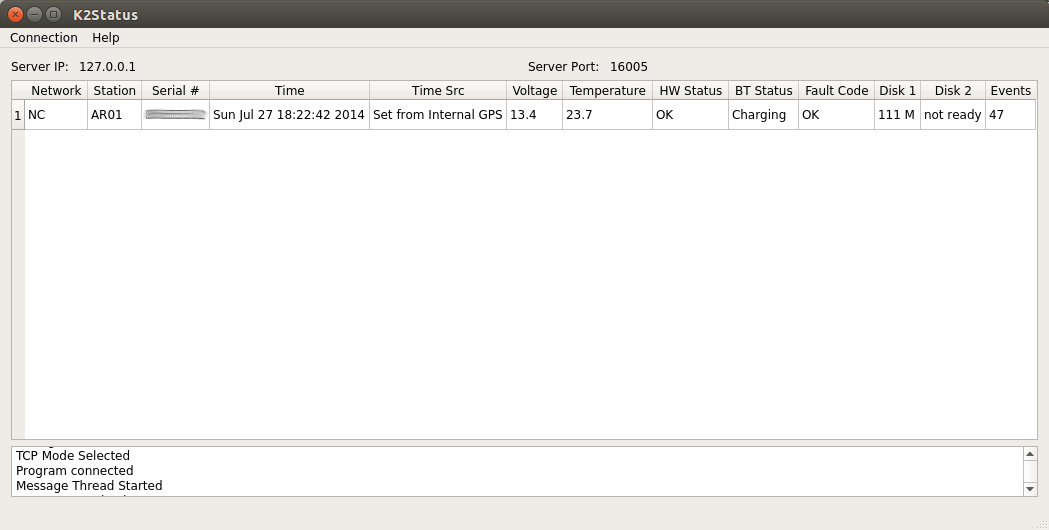 K2Status
Connection Help
Server IP: 127.0.0.1 Server Port: 16005
Network Station Serial # Time Time Src Voltage Temperature HW Status BT Status Fault Code Disk 1 Disk 2 Events
1 NC AR01 Sun Jul 27 18:22:42 2014 Set from Internal GPS 13.4 23.7 OK Charging OK 111 M not ready 47
TCP Mode Selected
Program connected
Message Thread Started